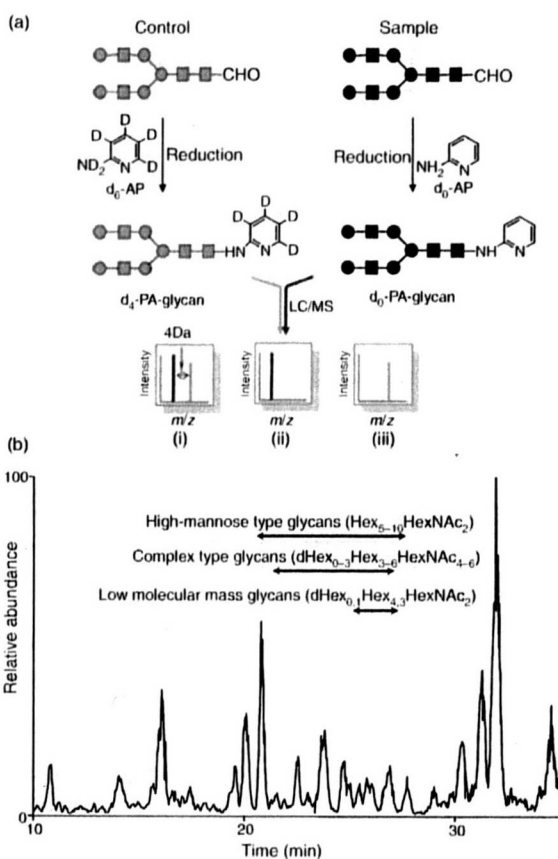 (a)
Control
Sample
CHO
CHO
D
D
D
D
ND₂
N
d₆-AP
Reduction
Reduction
NH₂
N
d₀-AP
D
D
D
D
HN
N
NH
N
d₄-PA-glycan
d₀-PA-glycan
LC/MS
4Da
Intensity
Intensity
Intensity
m/z
m/z
m/z
(i)
(ii)
(iii)
(b)
100
High-mannose type glycans (Hex₅₋₁₀HexNAc₂)
Complex type glycans (dHex₀₋₃Hex₃₋₆HexNAc₄₋₆)
Low molecular mass glycans (dHex₀,₁Hex₄,₃HexNAc₂)
Relative abundance
0
10
20
30
Time (min)